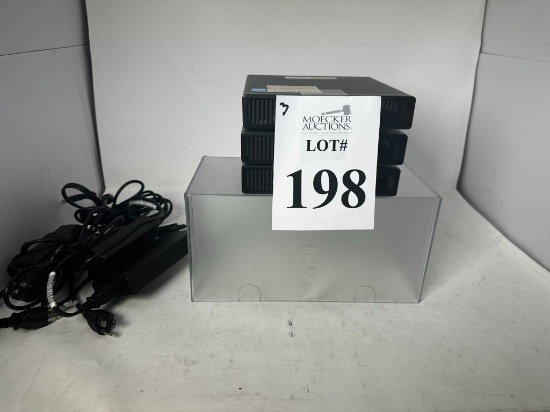 3
MOECKER
AUCTIONS
LOT#
198